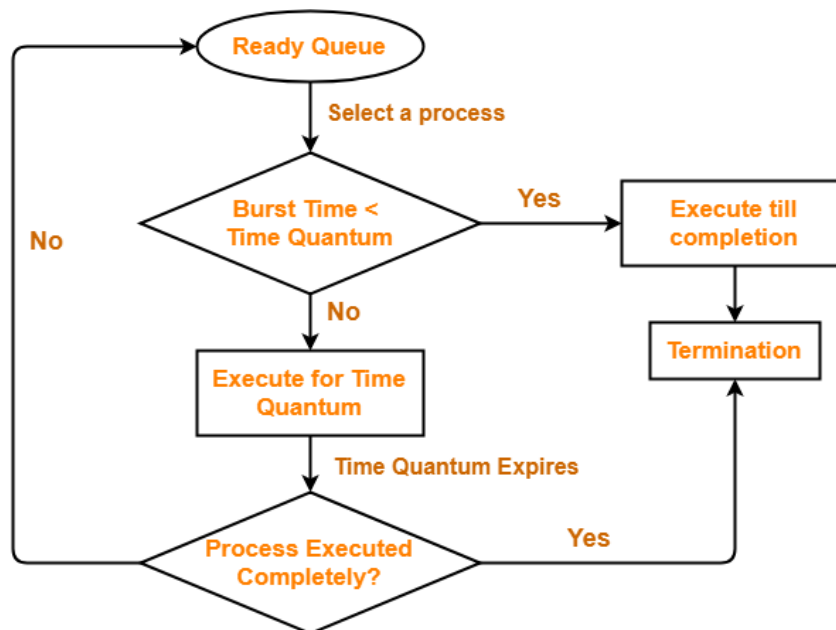 Ready Queue
Select a process
Burst Time <
Time Quantum
Yes
Execute till
completion
No
No
Termination
Execute for Time
Quantum
Time Quantum Expires
Process Executed
Completely?
Yes